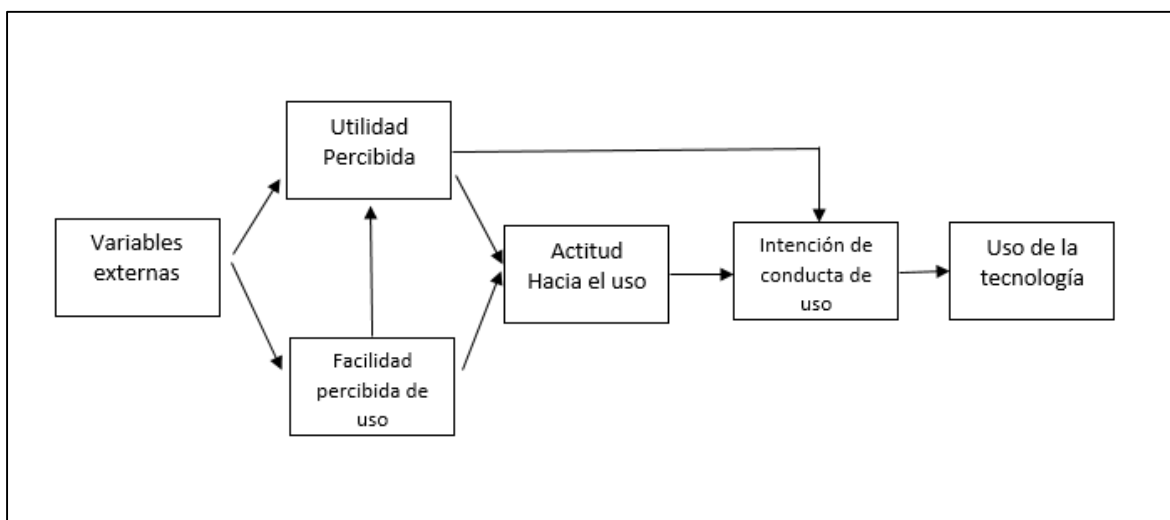 Utilidad
Percibida
Variables
externas
Facilidad
percibida de
uso
Actitud
Hacia el uso
Intención de
conducta de
uso
Uso de la
tecnología